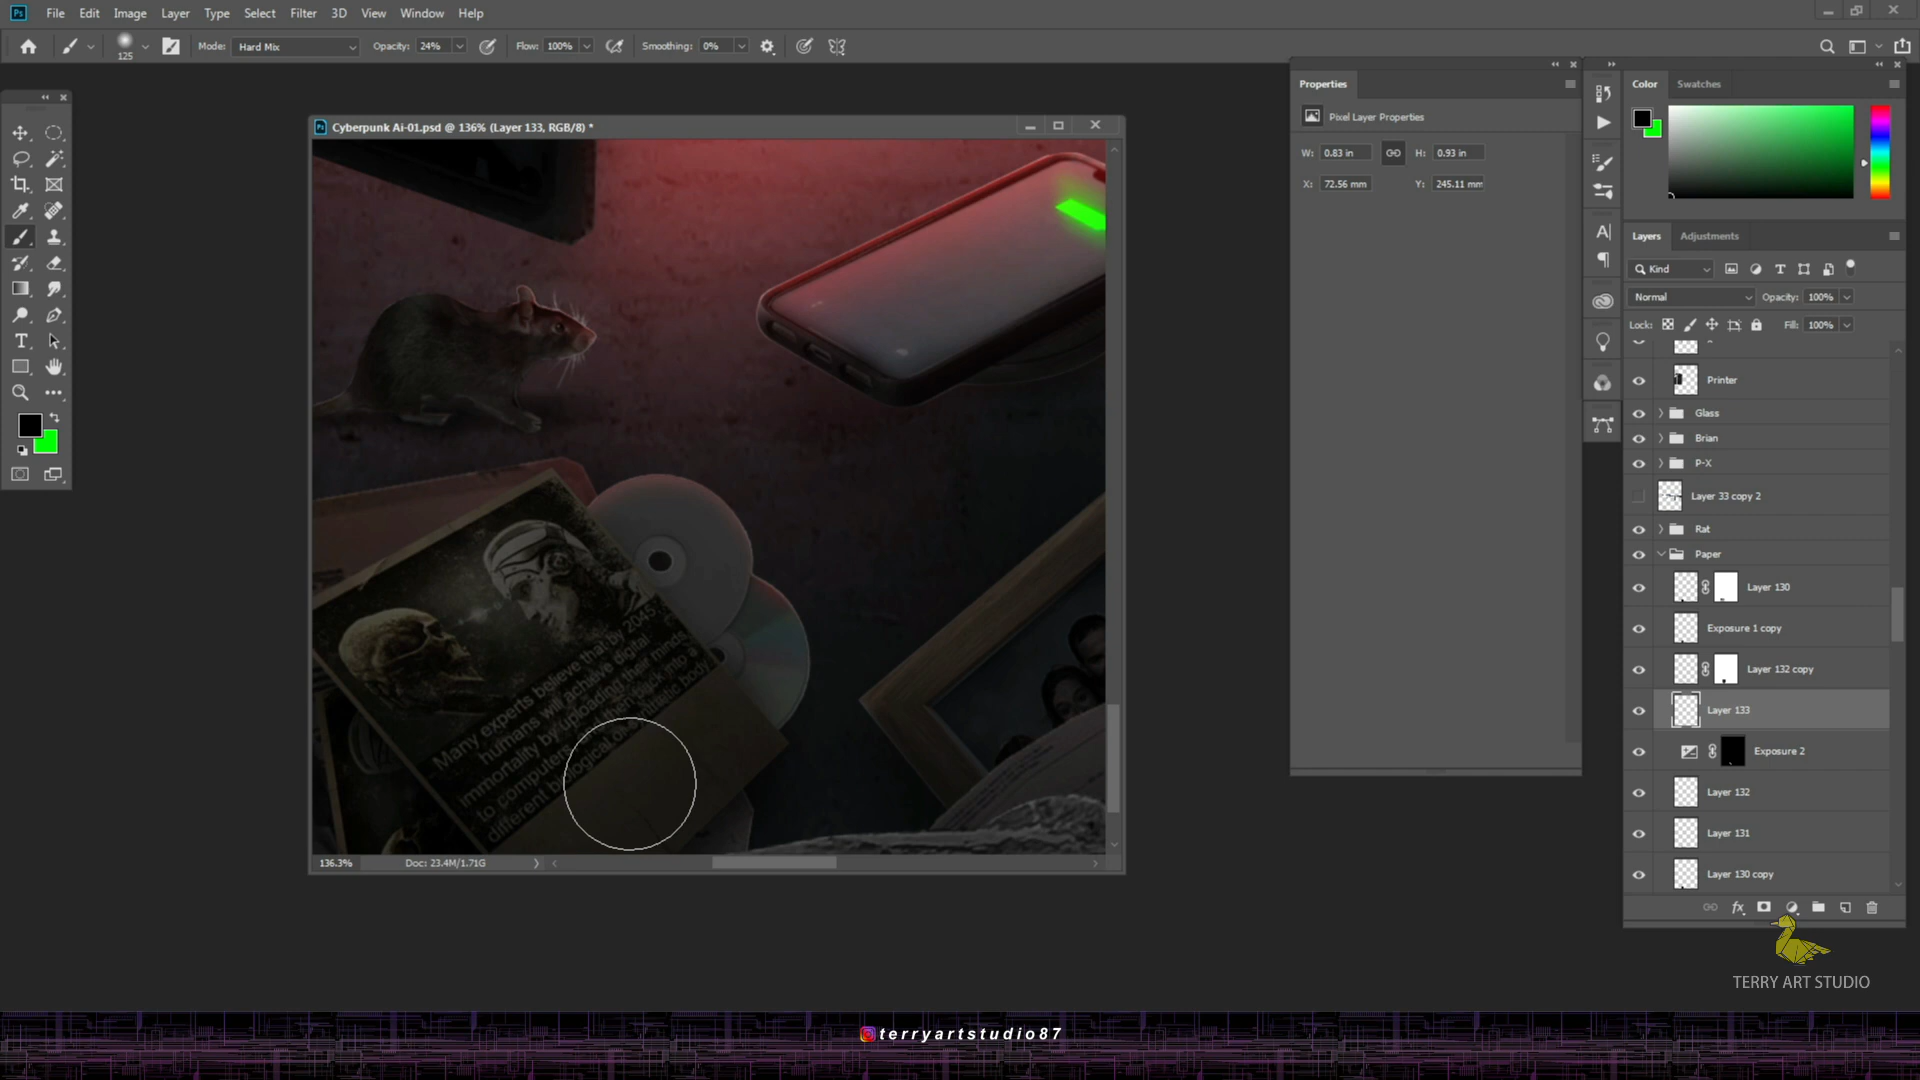 Ps File Edit Image Layer Type Select Filter 3D View Window Help
125 Mode: Hard Mix Opacity: 24% Flow: 100% Smoothing: 0%
Ps Cyberpunk Ai-01.psd @ 136% (Layer 133, RGB/8) *
Many experts believe that by 2045
humans will achieve digital
immortality by uploading their minds
to computers,
different
136.3% Doc: 23.4M/1.71G
Properties
Pixel Layer Properties
W: 0.83 in H: 0.93 in
X: 72.56 mm Y: 245.11 mm
Color Swatches
Layers Adjustments
Kind
Normal Opacity: 100%
Lock: Fill: 100%
Printer
Glass
Brian
P-X
Layer 33 copy 2
Rat
Paper
Layer 130
Exposure 1 copy
Layer 132 copy
Layer 133
Exposure 2
Layer 132
Layer 131
Layer 130 copy
TERRY ART STUDIO
terryartstudio87